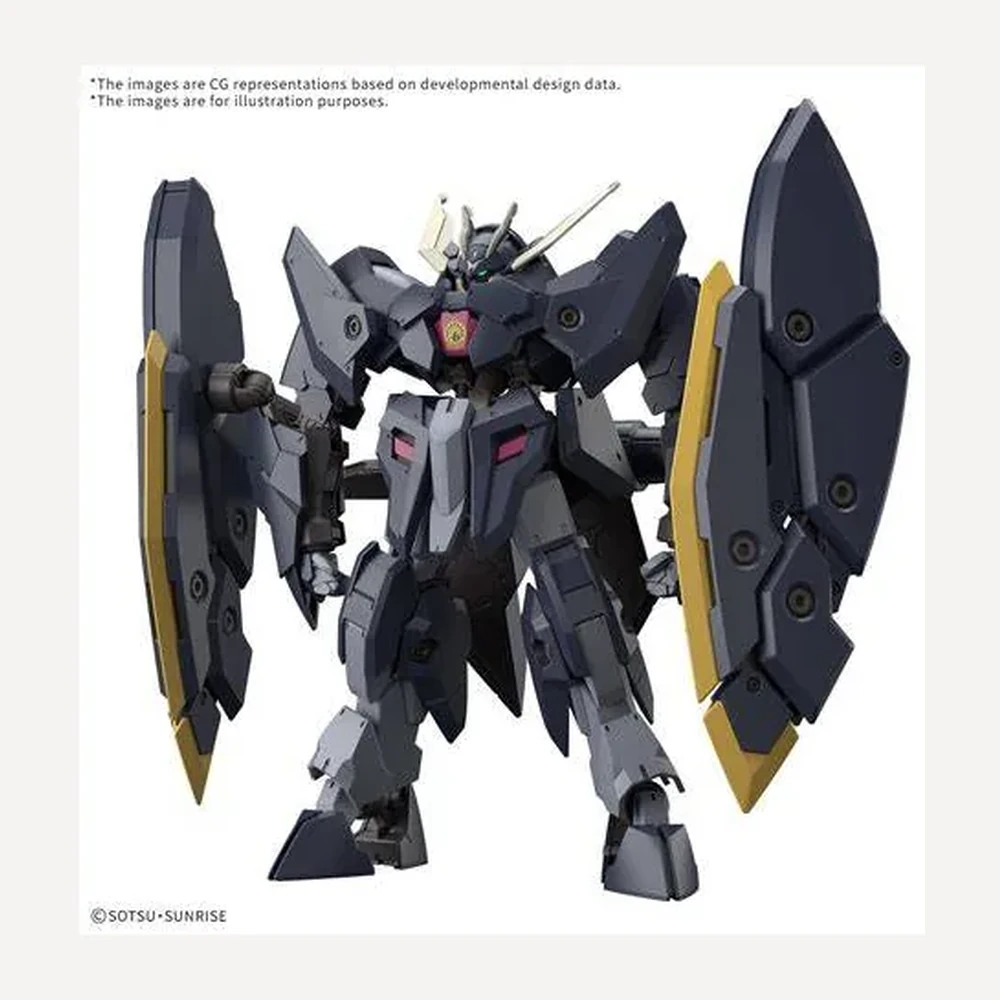 *The images are CG representations based on developmental design data.
*The images are for illustration purposes.
©SOTSU•SUNRISE